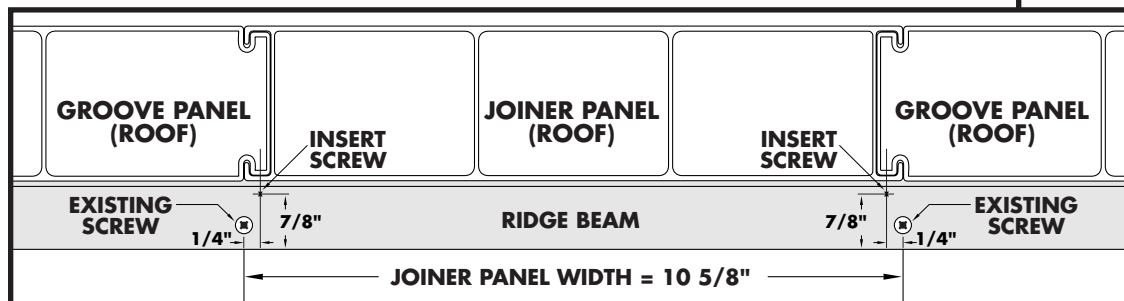 GROOVE PANEL
(ROOF)
JOINER PANEL
(ROOF)
GROOVE PANEL
(ROOF)
INSERT
SCREW
INSERT
SCREW
EXISTING
SCREW
7/8"
RIDGE BEAM
7/8"
EXISTING
SCREW
1/4"
1/4"
JOINER PANEL WIDTH = 10 5/8"